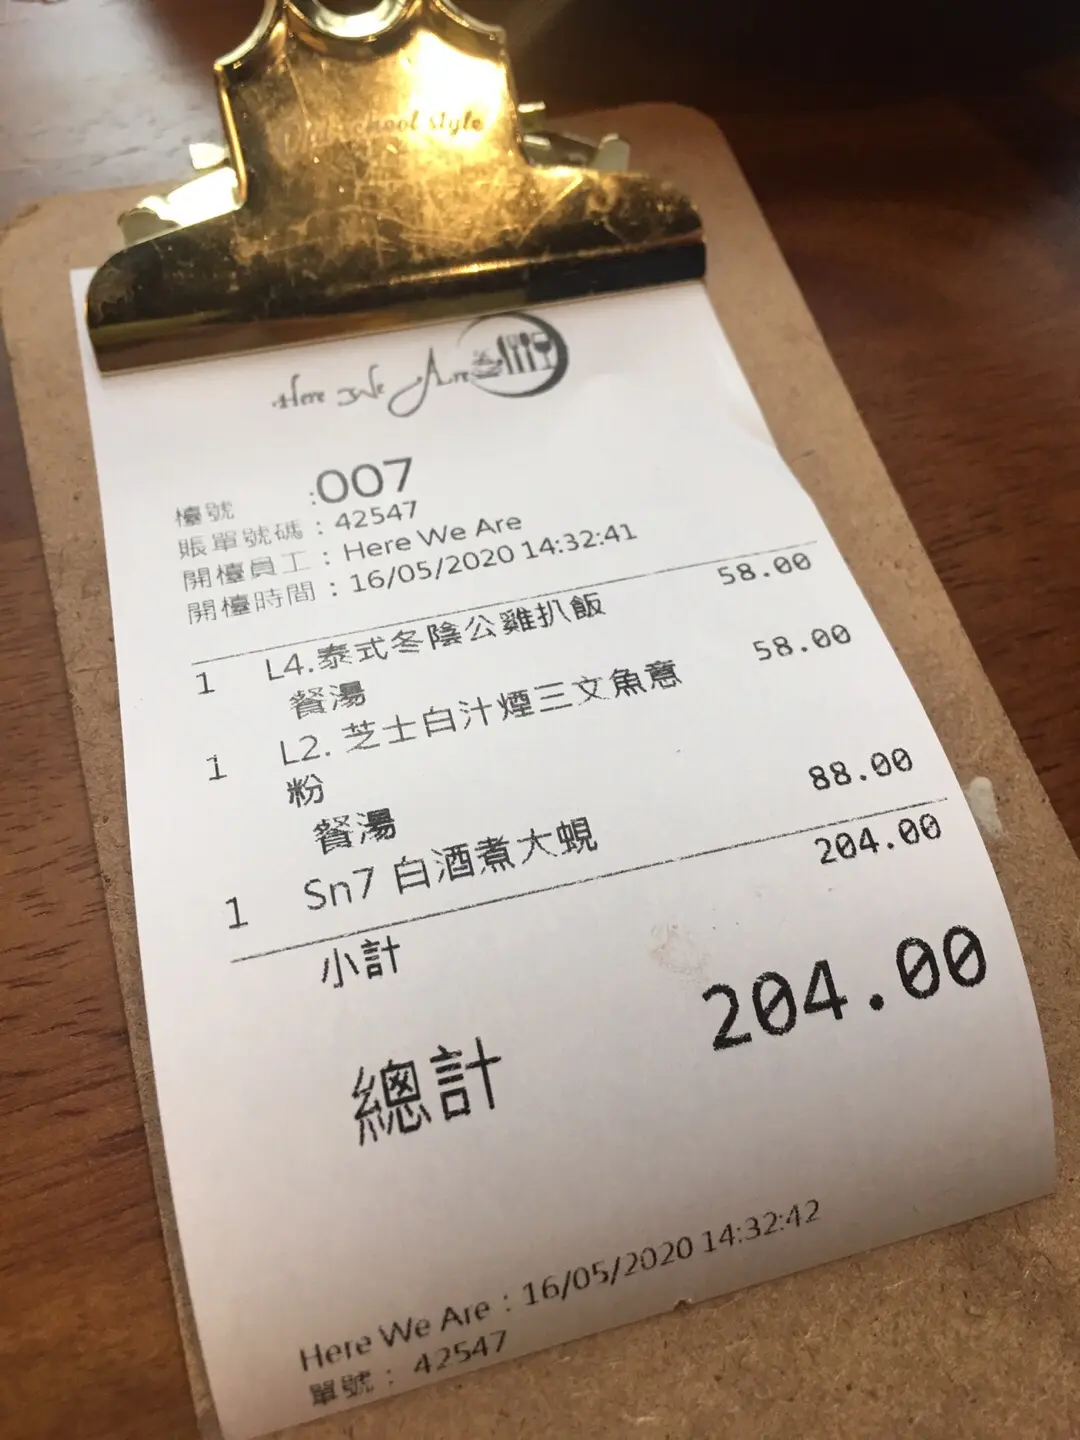 Old school style
Here We Are
檯號 :007
賬單號碼 : 42547
開檯員工 : Here We Are
開檯時間 : 16/05/2020 14:32:41
1 L4.泰式冬陰公雞扒飯 58.00
餐湯
1 L2. 芝士白汁煙三文魚意 58.00
粉
餐湯
1 Sn7 白酒煮大蜆 88.00
小計 204.00
總計 204.00
Here We Are : 16/05/2020 14:32:42
單號 : 42547